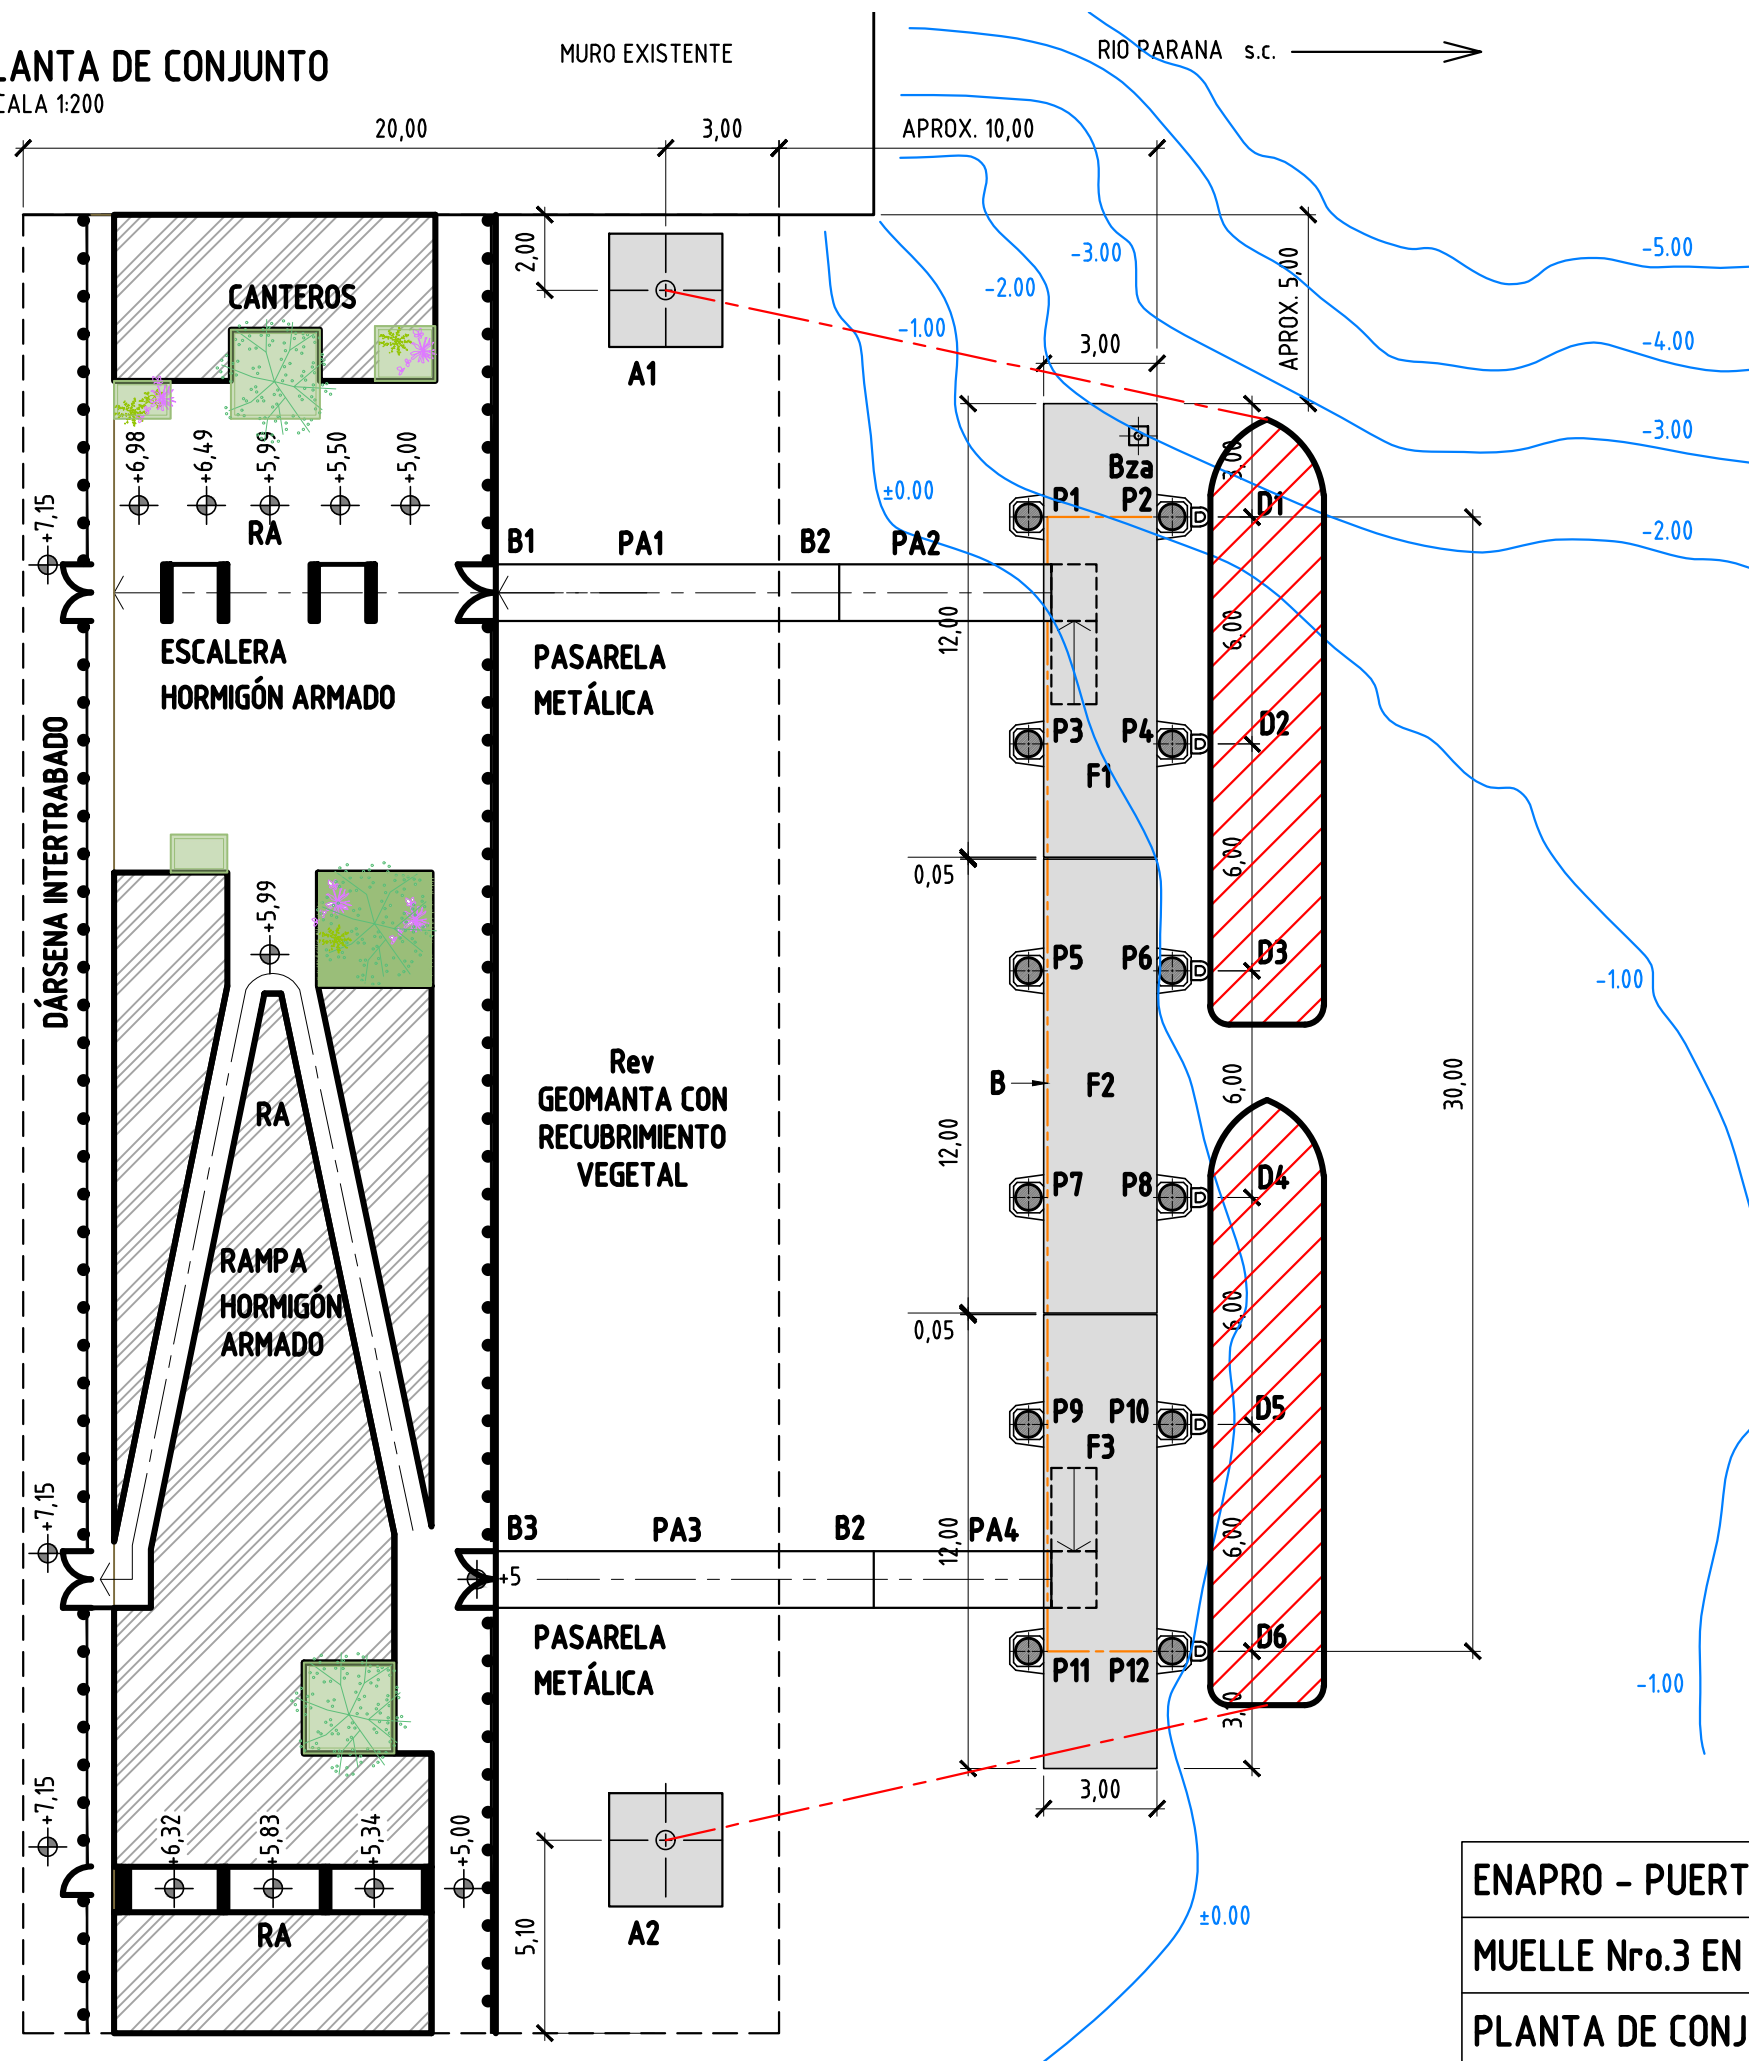 LANTA DE CONJUNTO
CALA 1:200
MURO EXISTENTE
RIO PARANA s.c.
20,00
3,00
APROX. 10,00
2,00
CANTEROS
A1
-5.00
-3.00
-2.00
-1.00
APROX. 5,00
-4.00
3,00
-3.00
+6,98
+6,49
+5,99
+5,50
+5,00
RA
+7,15
±0.00
Bza
3,00
P1
P2
D1
-2.00
B1
PA1
B2
PA2
12,00
6,00
ESCALERA
HORMIGÓN ARMADO
PASARELA
METÁLICA
P3
P4
D2
F1
DÁRSENA INTERTRABADO
0,05
6,00
+5,99
P5
P6
D3
-1.00
Rev
GEOMANTA CON
RECUBRIMIENTO
VEGETAL
RA
B
F2
6,00
30,00
12,00
P7
P8
D4
RAMPA
HORMIGÓN
ARMADO
0,05
6,00
P9
P10
D5
F3
+7,15
B3
PA3
B2
PA4
12,00
6,00
+5
PASARELA
METÁLICA
P11
P12
D6
3,0
-1.00
3,00
+7,15
+6,32
+5,83
+5,34
+5,00
RA
5,10
A2
±0.00
ENAPRO - PUERT
MUELLE Nro.3 EN
PLANTA DE CONJ